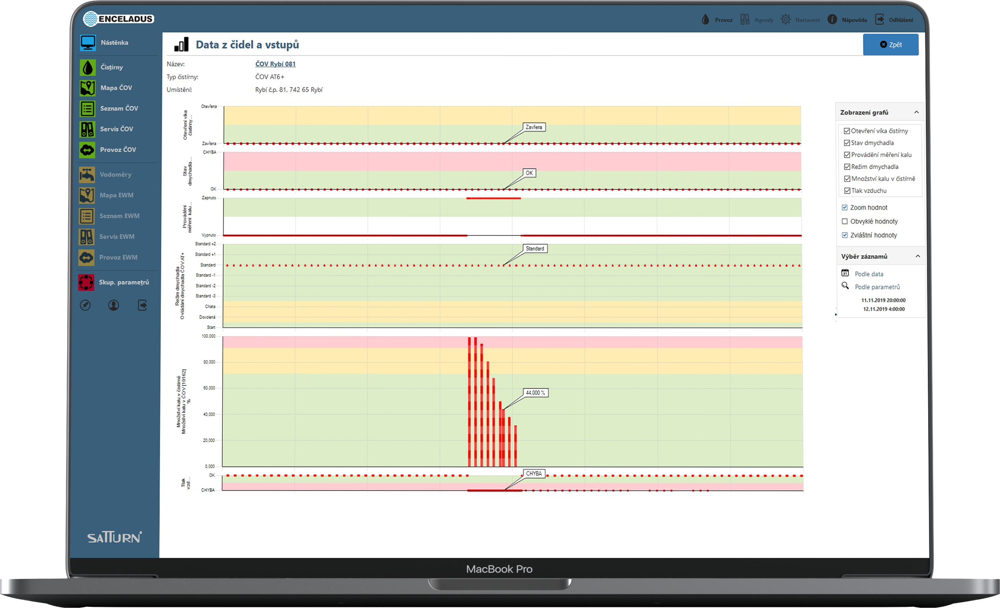 ENCELADUS
Provoz
Agendy
Nastavení
Nápověda
Odhlášení
Nástěnka
Čistírny
Mapa ČOV
Seznam ČOV
Servis ČOV
Provoz ČOV
Vodoměry
Mapa EWM
Seznam EWM
Servis EWM
Provoz EWM
Skup. parametrů
SATTURN®
Data z čidel a vstupů
Zpět
Název: ČOV Rybí 081
Typ čistírny: ČOV AT6+
Umístění: Rybí č.p. 81, 742 65 Rybí
Otevření víka
čistírny...
Otevřena
Zavřena
Zavřena
Stav
dmychadla...
CHYBA
OK
OK
Provádění
měření kalu...
Zapnuto
Vypnuto
Režim dmychadla
Ovládání dmychadla ČOV AT+
Standard +2
Standard +1
Standard
Standard -1
Standard -2
Standard -3
Chata
Dovolená
Start
Standard
Množství kalu v čistírně
Množství kalu v ČOV [19162]
%
100,000
80,000
60,000
40,000
20,000
0,000
44,000 %
Tlak
vzd...
OK
CHYBA
CHYBA
Zobrazení grafů
Otevření víka čistírny
Stav dmychadla
Provádění měření kalu
Režim dmychadla
Množství kalu v čistírně
Tlak vzduchu
Zoom hodnot
Obvyklé hodnoty
Zvláštní hodnoty
Výběr záznamů
31
Podle data
Podle parametrů
11.11.2019 20:00:00
12.11.2019 4:00:00
MacBook Pro